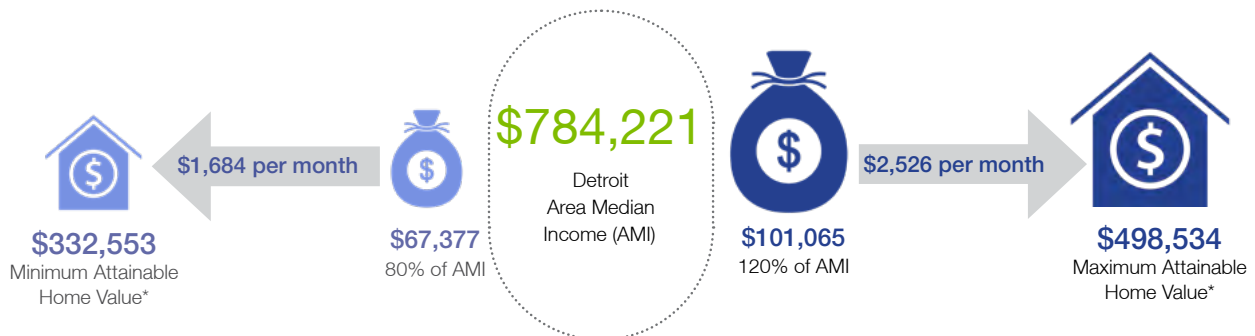 $1,684 per month
$332,553
Minimum Attainable
Home Value*
$
$
$67,377
80% of AMI
$784,221
Detroit
Area Median
Income (AMI)
$
$101,065
120% of AMI
$2,526 per month
$
$498,534
Maximum Attainable
Home Value*